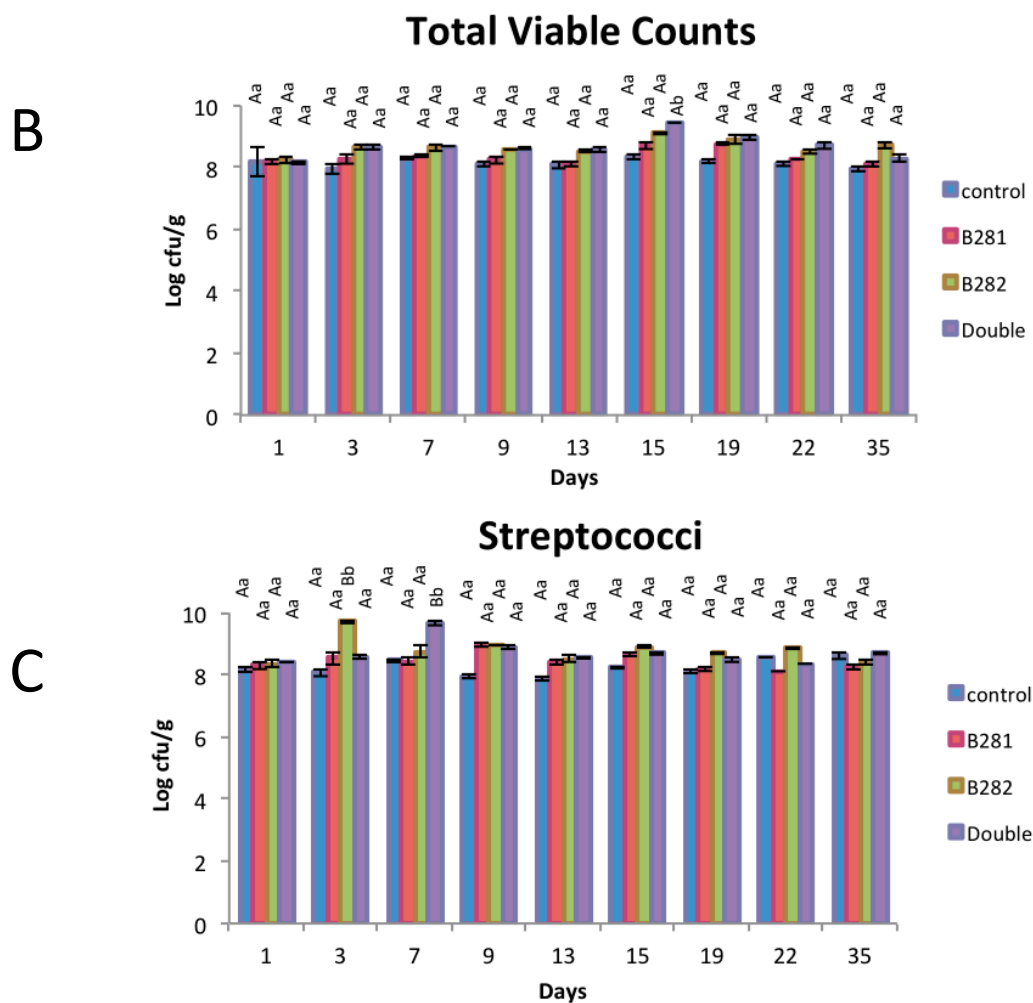 Total Viable Counts
B
Aa Aa Aa Aa Aa Aa Aa Aa Aa Aa Aa Aa Aa Aa Aa Aa Aa Aa Aa Aa Aa Aa Aa Ab Aa Aa Aa Aa Aa Aa Aa Aa Aa Aa Aa Aa
10
8
6
4
2
0
Log cfu/g
1 3 7 9 13 15 19 22 35
Days
control
B281
B282
Double
Streptococci
C
Aa Aa Aa Aa Aa Aa Bb Aa Aa Aa Aa Bb Aa Aa Aa Aa Aa Aa Aa Aa Aa Aa Aa Aa Aa Aa Aa Aa Aa Aa Aa Aa Aa Aa Aa Aa
10
8
6
4
2
0
Log cfu/g
1 3 7 9 13 15 19 22 35
Days
control
B281
B282
Double